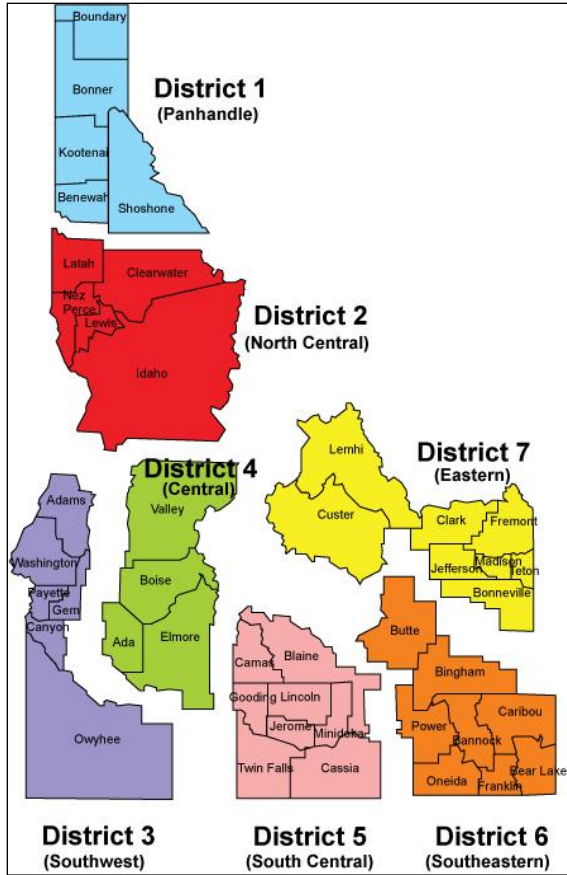 Boundary
Bonner
Kootenai
Benewah
Shoshone
District 1
(Panhandle)
Latah
Clearwater
Nez
Perce
Lewis
Idaho
District 2
(North Central)
District 4
(Central)
Valley
Boise
Ada
Elmore
Adams
Washington
Payette
Gem
Canyon
Owyhee
District 3
(Southwest)
District 7
(Eastern)
Lemhi
Custer
Clark
Fremont
Jefferson
Madison
Teton
Bonneville
Camas
Blaine
Gooding
Lincoln
Jerome
Minidoka
Twin Falls
Cassia
District 5
(South Central)
Butte
Bingham
Power
Caribou
Bannock
Oneida
Franklin
Bear Lake
District 6
(Southeastern)